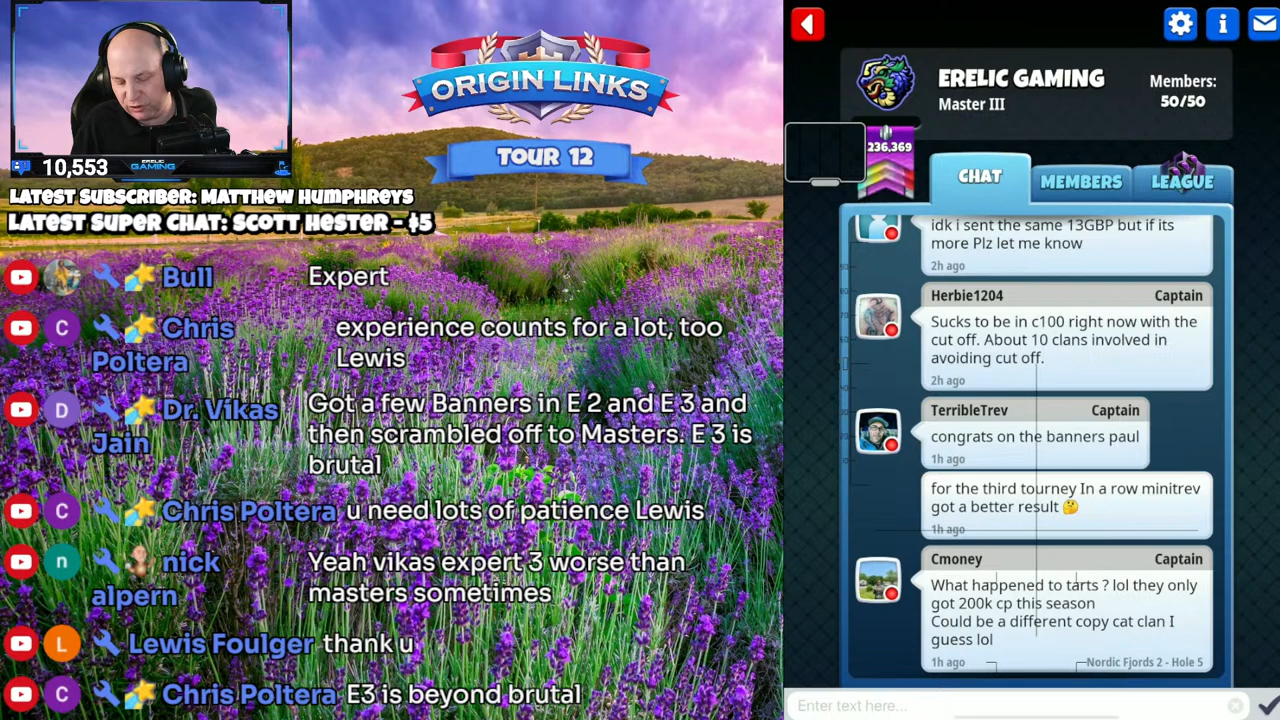 ORIGIN LINKS
TOUR 12
10,553
ERELIC
GAMING
LATEST SUBSCRIBER: MATTHEW HUMPHREYS
LATEST SUPER CHAT: SCOTT HESTER - $5
Bull Expert
Chris Poltera experience counts for a lot, too
Lewis
Dr. Vikas Jain Got a few Banners in E 2 and E 3 and
then scrambled off to Masters. E 3 is
brutal
Chris Poltera u need lots of patience Lewis
nick alpern Yeah vikas expert 3 worse than
masters sometimes
Lewis Foulger thank u
Chris Poltera E3 is beyond brutal
ERELIC GAMING
Master III
Members:
50/50
236,369
CHAT
MEMBERS
LEAGUE
idk i sent the same 13GBP but if its
more Plz let me know
2h ago
Herbie1204 Captain
Sucks to be in c100 right now with the
cut off. About 10 clans involved in
avoiding cut off.
2h ago
TerribleTrev Captain
congrats on the banners paul
1h ago
for the third tourney In a row minitrev
got a better result 🤔
1h ago
Cmoney Captain
What happened to tarts ? lol they only
got 200k cp this season
Could be a different copy cat clan I
guess lol
1h ago Nordic Fjords 2 - Hole 5
Enter text here...